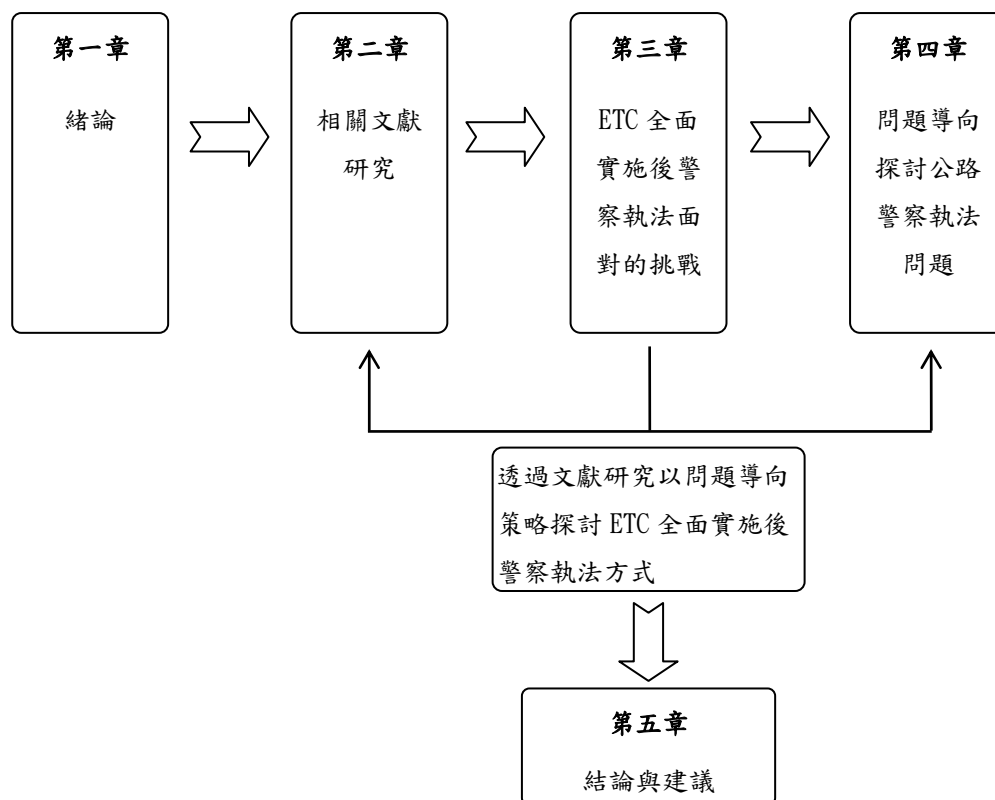 第一章
緒論
第二章
相關文獻
研究
第三章
ETC 全面
實施後警
察執法面
對的挑戰
第四章
問題導向
探討公路
警察執法
問題
透過文獻研究以問題導向
策略探討 ETC 全面實施後
警察執法方式
第五章
結論與建議